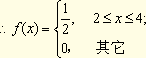 ∴ f(x) = { 1/2, 2 ≤ x ≤ 4;
0, 其它